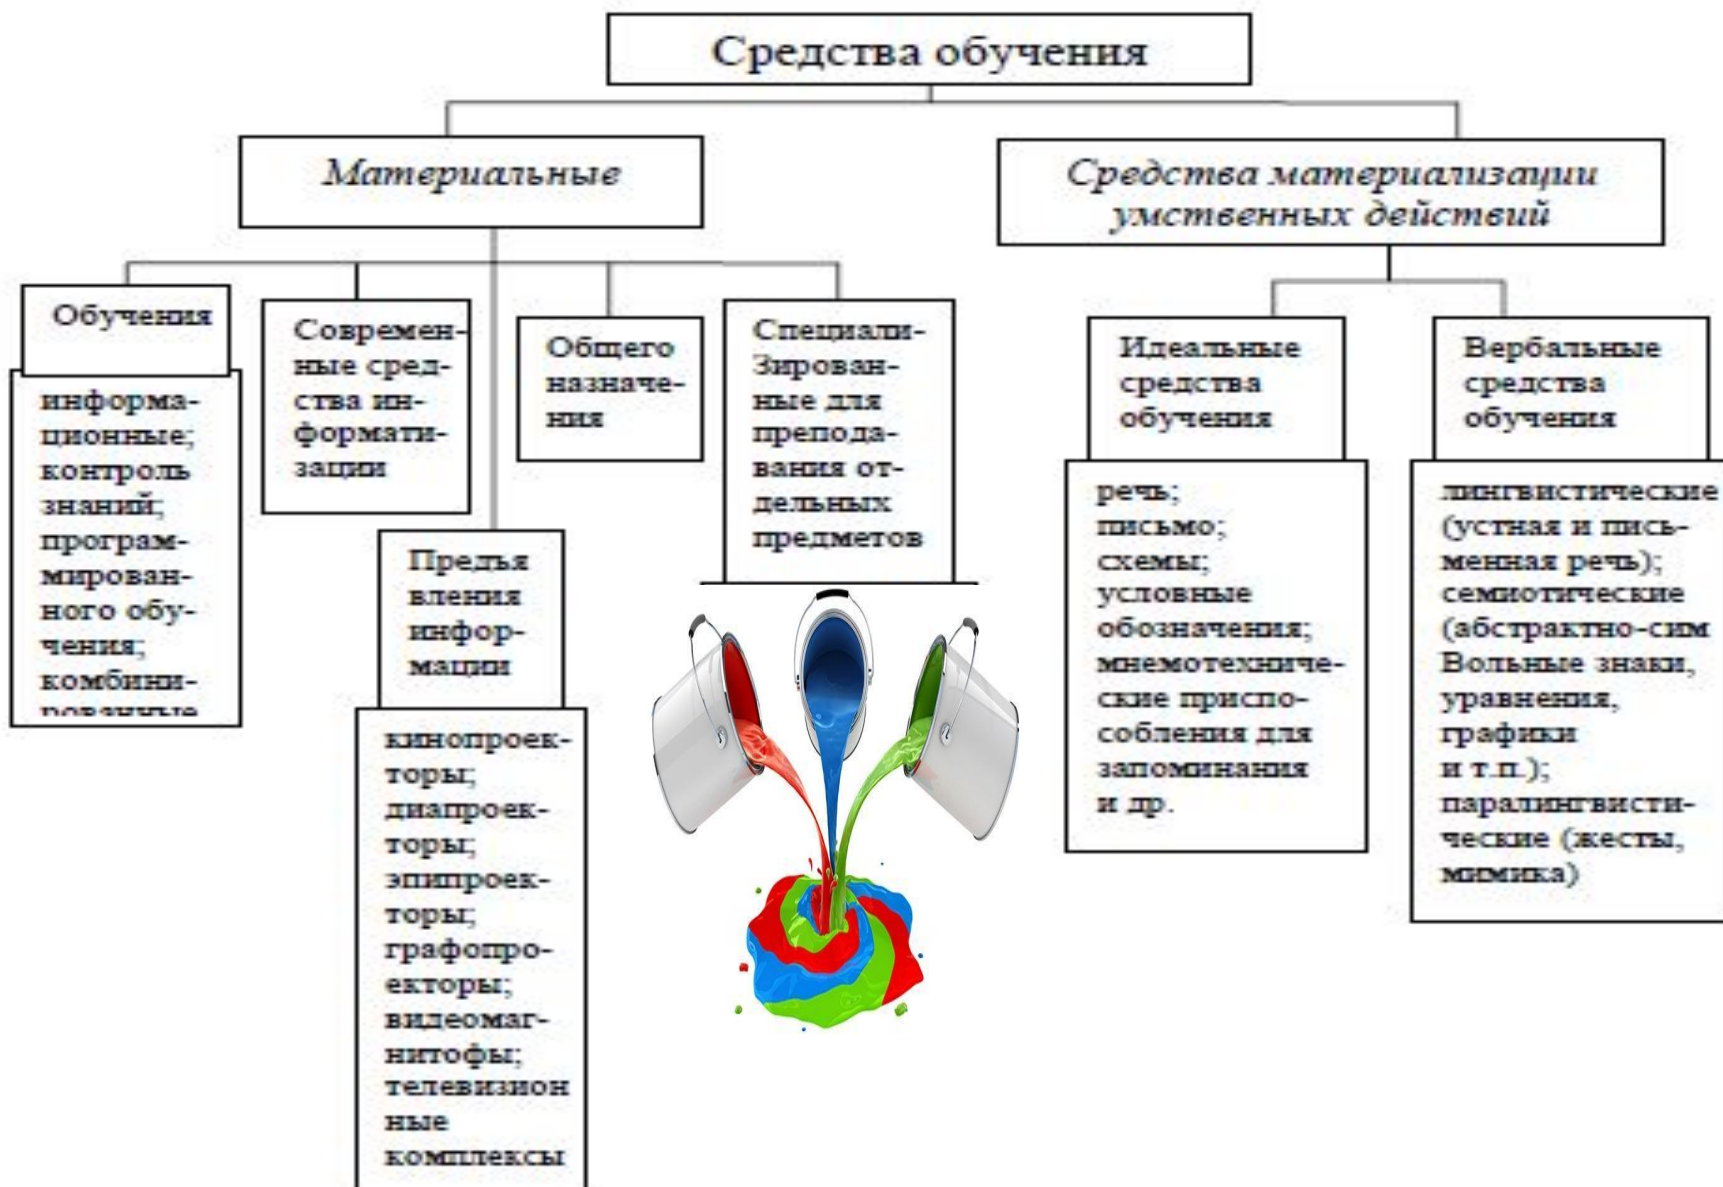 Средства обучения
Материальные
Средства материализации
умственных действий
Обучения
информа-
ционные;
контроль
знаний;
програм-
мирован-
ного обу-
чения;
комбини-
рованные
Современ-
ные сред-
ства ин-
формати-
зации
Предъя
вления
инфор-
мации
кинопроек-
торы;
диапроек-
торы;
эпипроек-
торы;
графопро-
екторы;
видеомаг-
нитофы;
телевизион
ные
комплексы
Общего
назначе-
ния
Специали-
Зирован-
ные для
препода-
вания от-
дельных
предметов
Идеальные
средства
обучения
речь;
письмо;
схемы;
условные
обозначения;
мнемотехниче-
ские приспо-
собления для
запоминания
и др.
Вербальные
средства
обучения
лингвистические
(устная и пись-
менная речь);
семиотические
(абстрактно-сим
Вольные знаки,
уравнения,
графики
и т.п.);
паралингвисти-
ческие (жесты,
мимика)